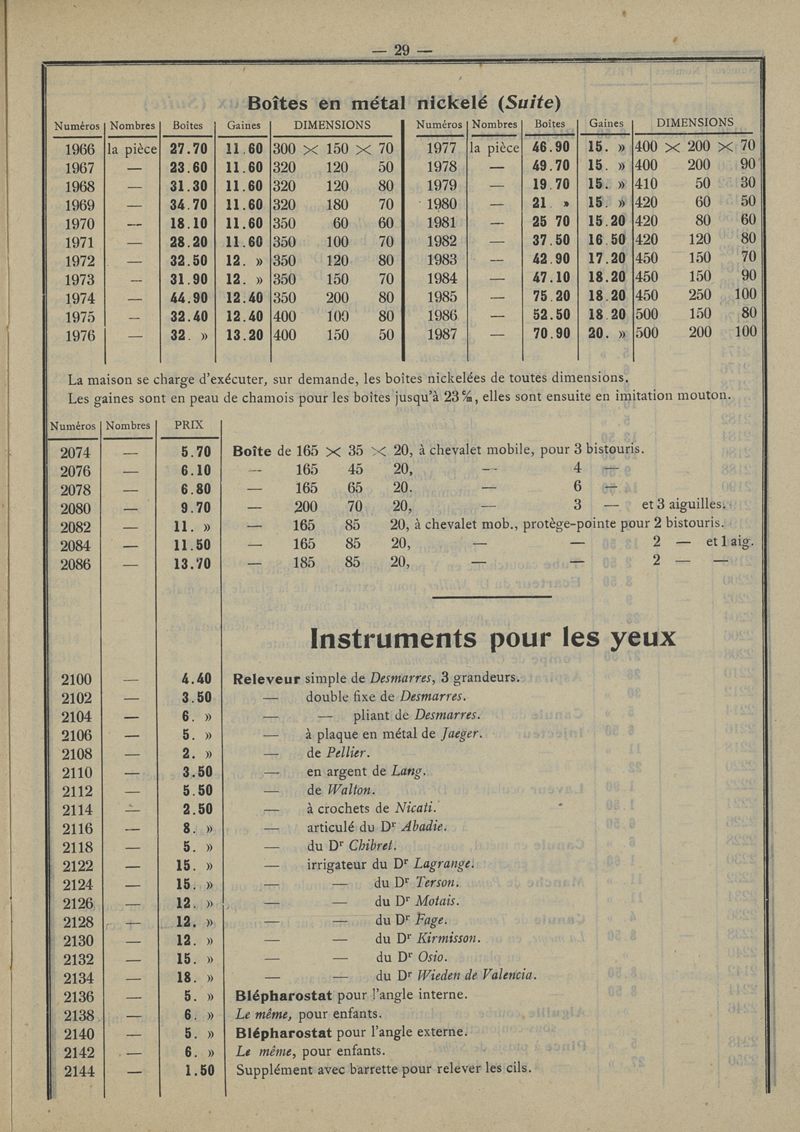 — 29 —
Boîtes en métal nickelé (Suite)
Numéros Nombres Boîtes Gaines DIMENSIONS Numéros Nombres Boîtes Gaines DIMENSIONS
1966 la pièce 27.70 11.60 300 × 150 × 70 1977 la pièce 46.90 15. » 400 × 200 × 70
1967 — 23.60 11.60 320 120 50 1978 — 49.70 15. » 400 200 90
1968 — 31.30 11.60 320 120 80 1979 — 19.70 15. » 410 50 30
1969 — 34.70 11.60 320 180 70 1980 — 21 » 15. » 420 60 50
1970 — 18.10 11.60 350 60 60 1981 — 25 70 15.20 420 80 60
1971 — 28.20 11.60 350 100 70 1982 — 37.50 16.50 420 120 80
1972 — 32.50 12. » 350 120 80 1983 — 42.90 17.20 450 150 70
1973 — 31.90 12. » 350 150 70 1984 — 47.10 18.20 450 150 90
1974 — 44.90 12.40 350 200 80 1985 — 75.20 18.20 450 250 100
1975 — 32.40 12.40 400 100 80 1986 — 52.50 18.20 500 150 80
1976 — 32. » 13.20 400 150 50 1987 — 70.90 20. » 500 200 100
La maison se charge d'exécuter, sur demande, les boîtes nickelées de toutes dimensions.
Les gaines sont en peau de chamois pour les boîtes jusqu'à 23 c/m, elles sont ensuite en imitation mouton.
Numéros Nombres PRIX
2074 — 5.70 Boîte de 165 × 35 × 20, à chevalet mobile, pour 3 bistouris.
2076 — 6.10 — 165 45 20, — 4 —
2078 — 6.80 — 165 65 20. — 6 —
2080 — 9.70 — 200 70 20, — 3 — et 3 aiguilles.
2082 — 11. » — 165 85 20, à chevalet mob., protège-pointe pour 2 bistouris.
2084 — 11.50 — 165 85 20, — — 2 — et 1 aig.
2086 — 13.70 — 185 85 20, — — 2 — —
Instruments pour les yeux
2100 — 4.40 Releveur simple de Desmarres, 3 grandeurs.
2102 — 3.50 — double fixe de Desmarres.
2104 — 6. » — — pliant de Desmarres.
2106 — 5. » — à plaque en métal de Jaeger.
2108 — 2. » — de Pellier.
2110 — 3.50 — en argent de Lang.
2112 — 5.50 — de Walton.
2114 — 2.50 — à crochets de Nicati.
2116 — 8. » — articulé du Dr Abadie.
2118 — 5. » — du Dr Chibret.
2122 — 15. » — irrigateur du Dr Lagrange.
2124 — 15. » — — du Dr Terson.
2126 — 12. » — — du Dr Motais.
2128 — 12. » — — du Dr Fage.
2130 — 12. » — — du Dr Kirmisson.
2132 — 15. » — — du Dr Osio.
2134 — 18. » — — du Dr Wieden de Valencia.
2136 — 5. » Blépharostat pour l'angle interne.
2138 — 6. » Le même, pour enfants.
2140 — 5. » Blépharostat pour l'angle externe.
2142 — 6. » Le même, pour enfants.
2144 — 1.50 Supplément avec barrette pour relever les cils.